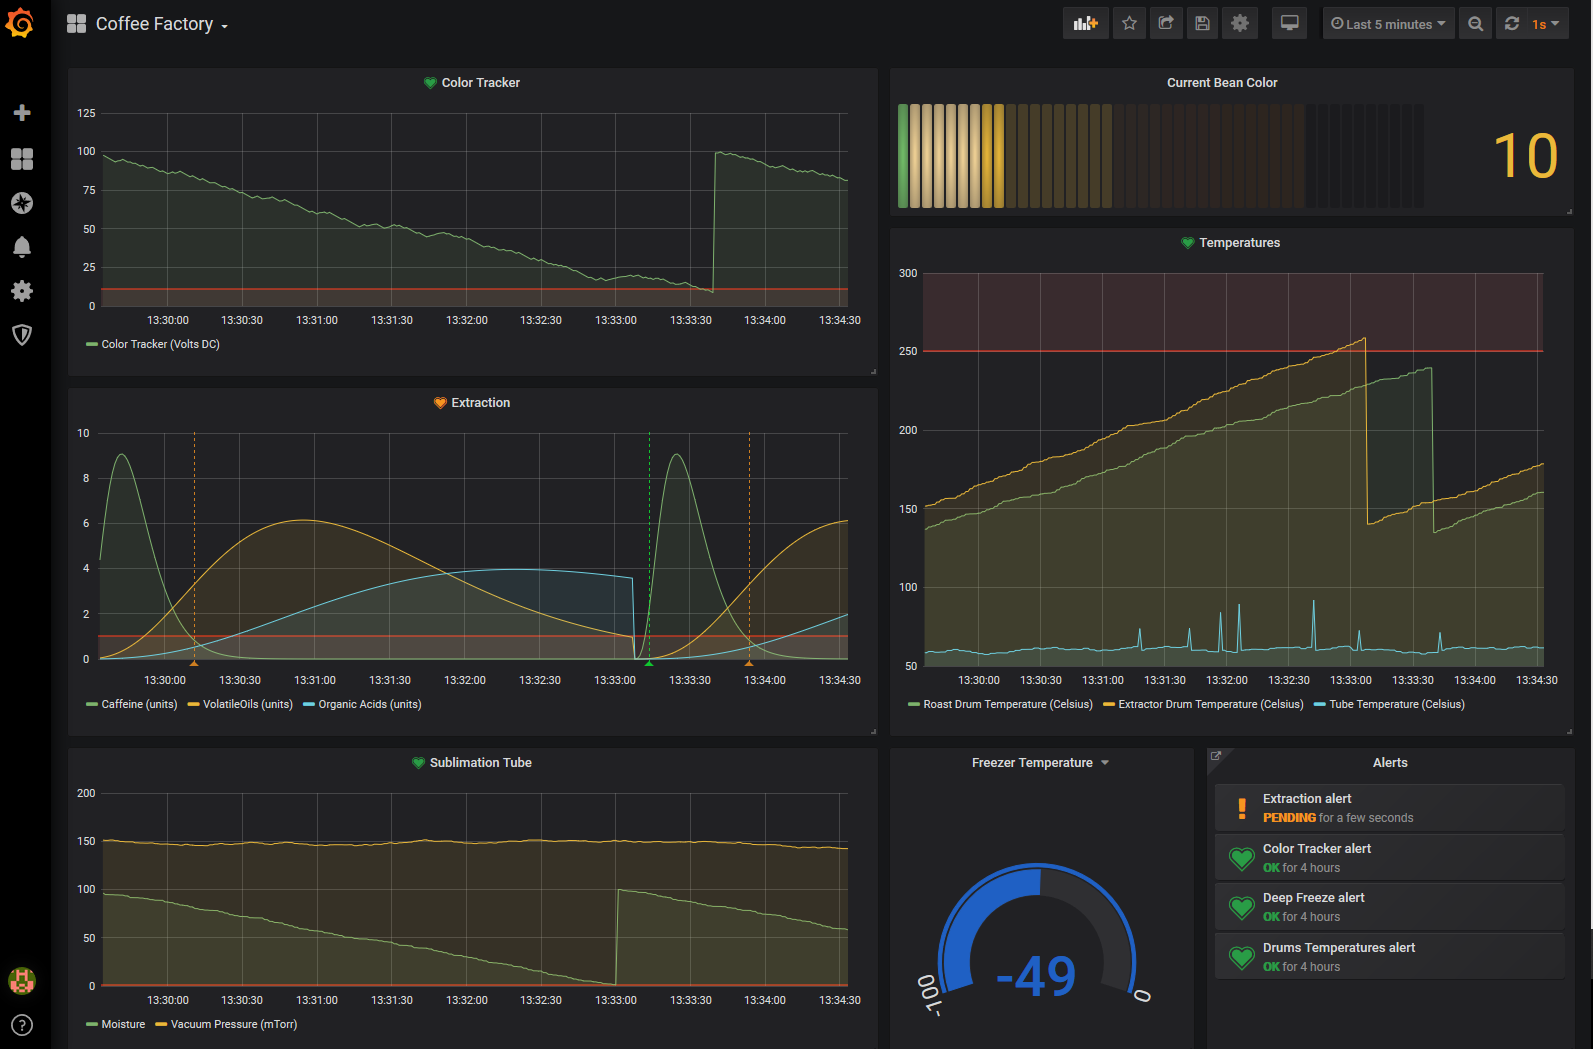 Coffee Factory
Last 5 minutes
1s
Color Tracker
125
100
75
50
25
0
13:30:00 13:30:30 13:31:00 13:31:30 13:32:00 13:32:30 13:33:00 13:33:30 13:34:00 13:34:30
Color Tracker (Volts DC)
Current Bean Color
10
Extraction
10
8
6
4
2
0
13:30:00 13:30:30 13:31:00 13:31:30 13:32:00 13:32:30 13:33:00 13:33:30 13:34:00 13:34:30
Caffeine (units) VolatileOils (units) Organic Acids (units)
Temperatures
300
250
200
150
100
50
13:30:00 13:30:30 13:31:00 13:31:30 13:32:00 13:32:30 13:33:00 13:33:30 13:34:00 13:34:30
Roast Drum Temperature (Celsius) Extractor Drum Temperature (Celsius) Tube Temperature (Celsius)
Sublimation Tube
200
150
100
50
0
13:30:00 13:30:30 13:31:00 13:31:30 13:32:00 13:32:30 13:33:00 13:33:30 13:34:00 13:34:30
Moisture Vacuum Pressure (mTorr)
Freezer Temperature
-49
-100
0
Alerts
Extraction alert
PENDING for a few seconds
Color Tracker alert
OK for 4 hours
Deep Freeze alert
OK for 4 hours
Drums Temperatures alert
OK for 4 hours